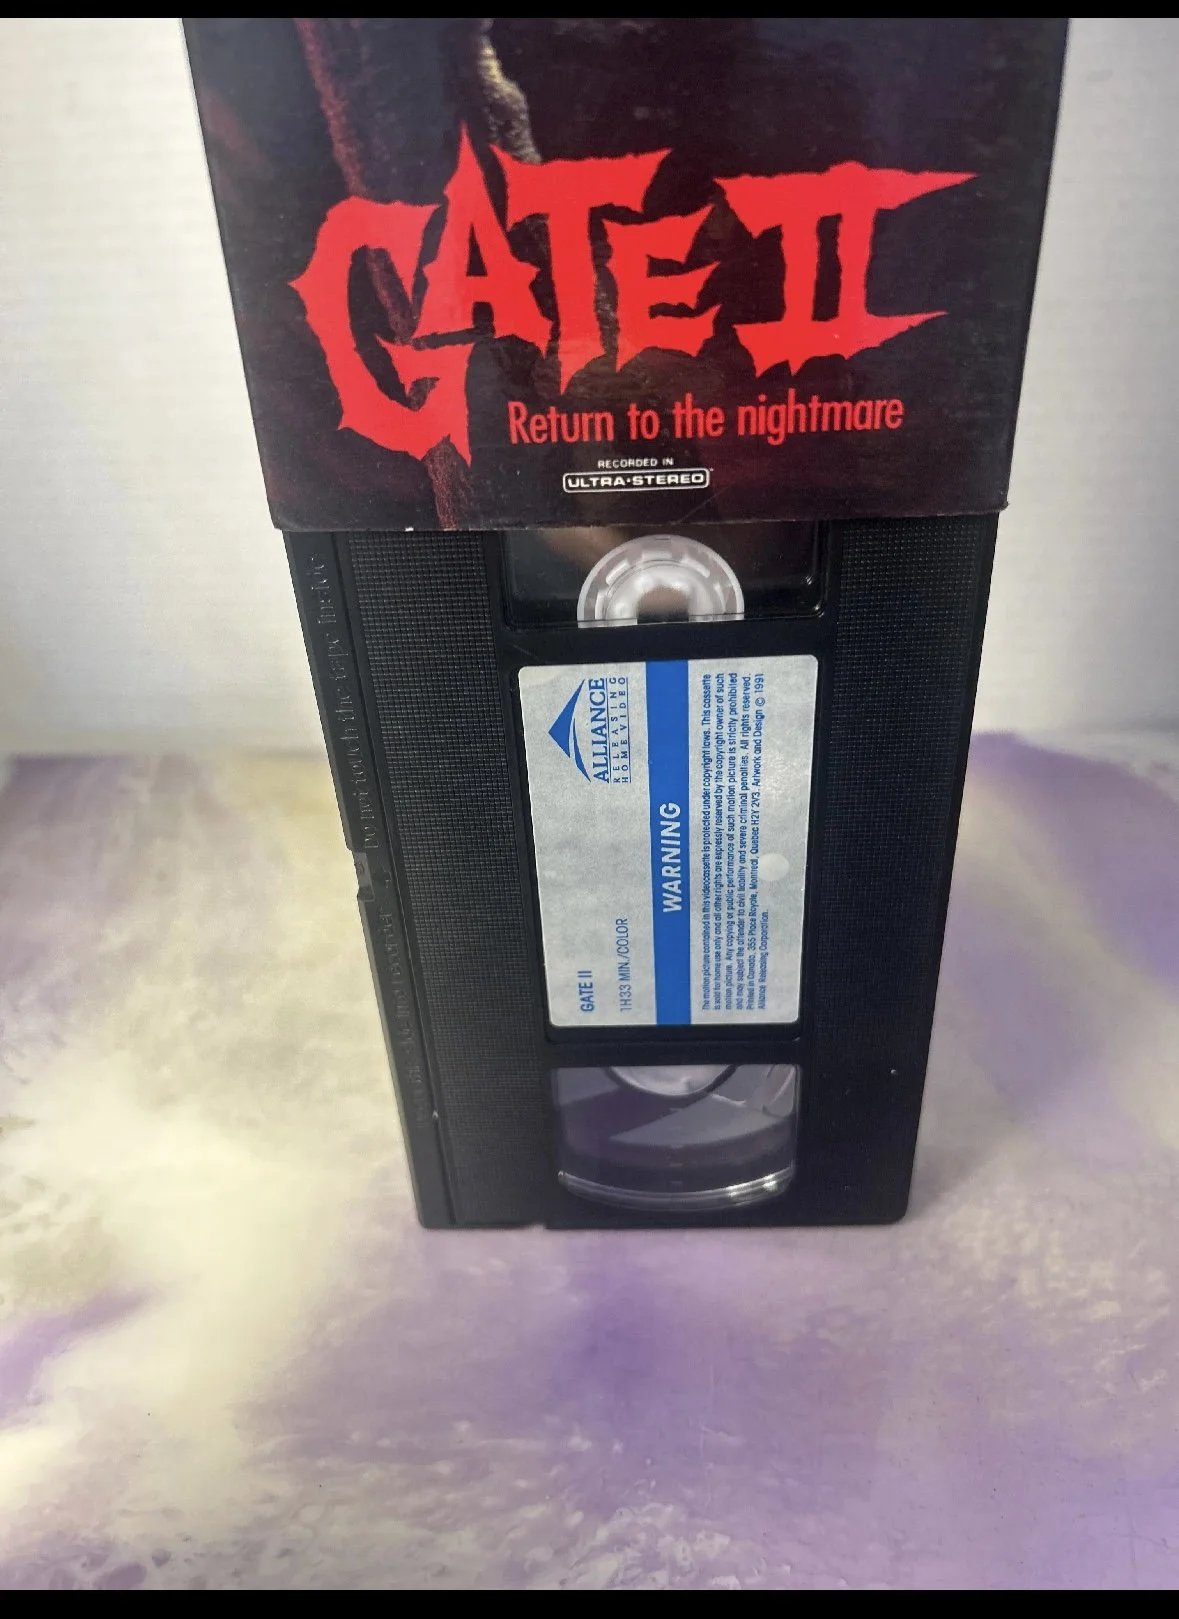 GATE II
Return to the nightmare
RECORDED IN
ULTRA·STEREO
Do not touch the tape inside
ALLIANCE
RELEASING
HOME VIDEO
GATE II
1H33 MIN./COLOR
WARNING
The motion picture contained in this videocassette is protected under copyright laws. This cassette
is sold for home use only and all other rights are expressly reserved by the copyright owner of such
motion picture. Any copying or public performance of such motion picture is strictly prohibited
and may subject the offender to civil liability and severe criminal penalties. All rights reserved.
Printed in Canada, 355 Place Royale, Montreal, Quebec H2Y 2V3. Artwork and Design © 1991
Alliance Releasing Corporation.